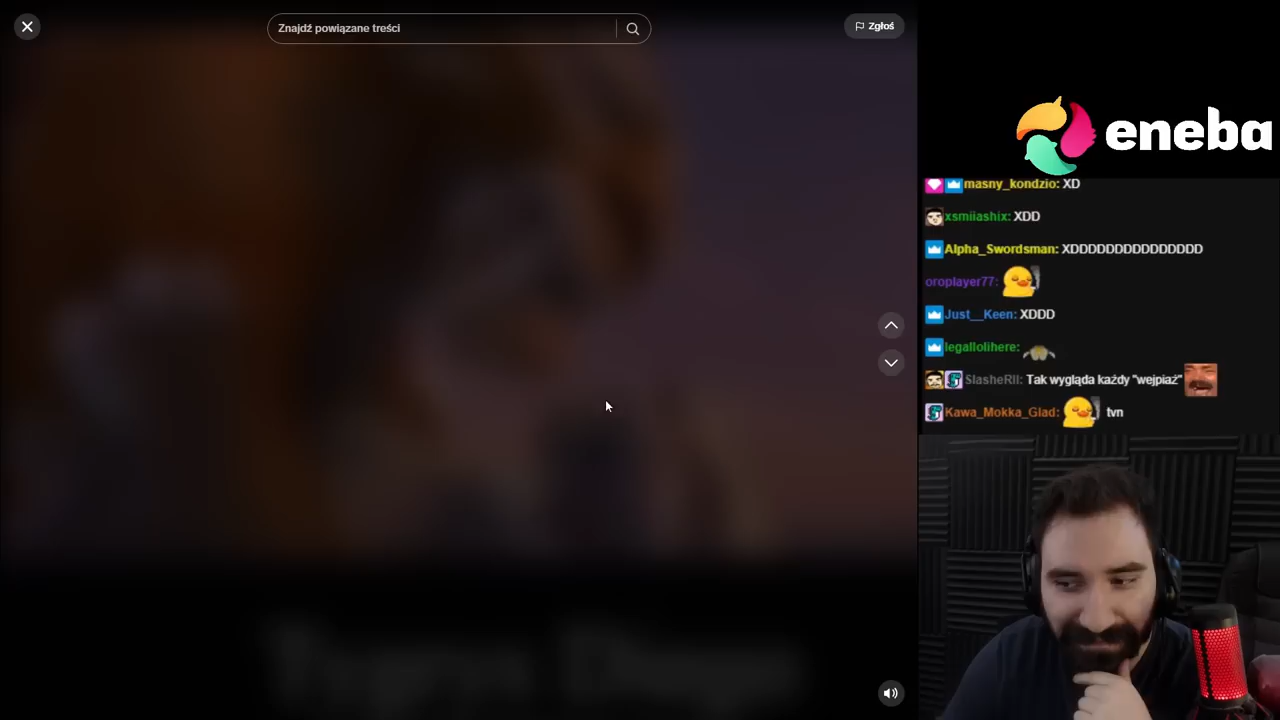 Znajdź powiązane treści
Zgłoś
eneba
masny_kondzio: XD
xsmiiashix: XDD
Alpha_Swordsman: XDDDDDDDDDDDDDDD
oroplayer77:
Just__Keen: XDDD
legallolihere:
SlasheRII: Tak wygląda każdy "wejpiaż"
Kawa_Mokka_Glad: tvn